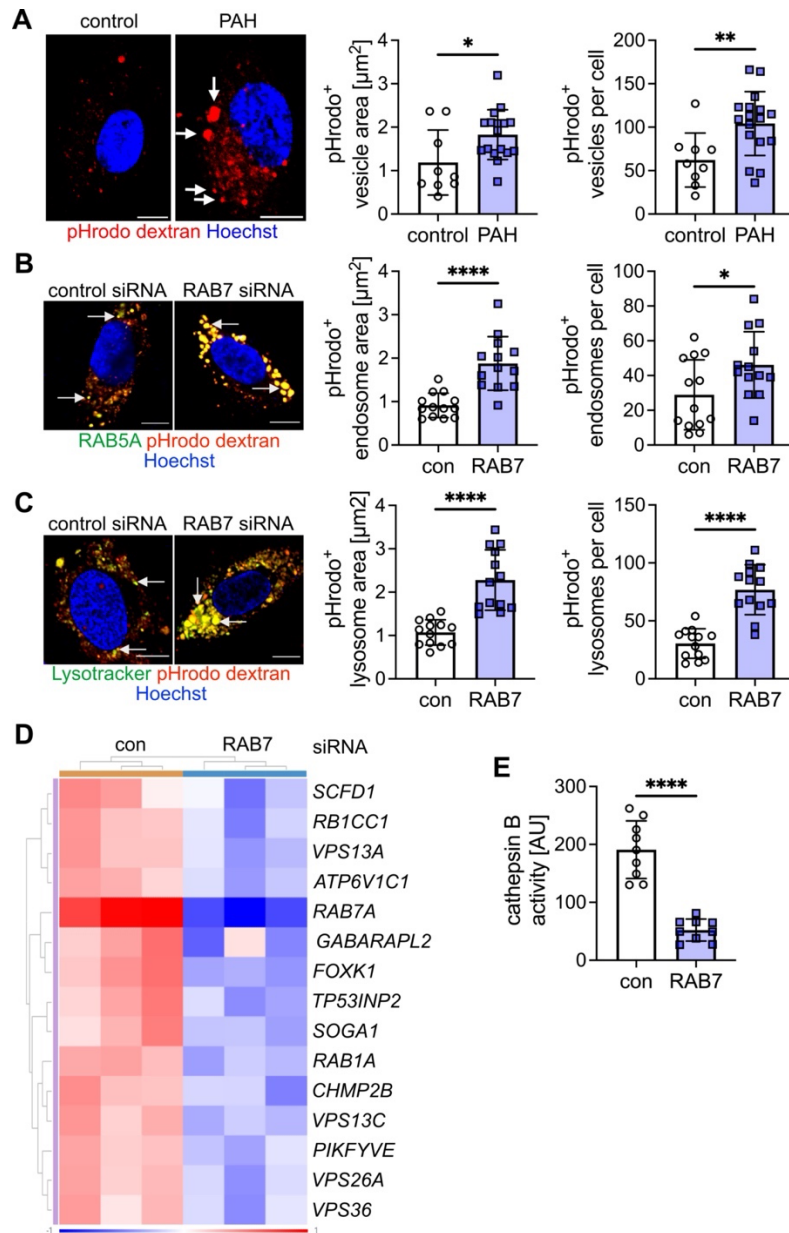 A
control
PAH
pHrodo dextran Hoechst
pHrodo⁺
vesicle area [µm²]
4
3
2
1
0
*
control PAH
pHrodo⁺
vesicles per cell
200
150
100
50
0
**
control PAH
B
control siRNA
RAB7 siRNA
RAB5A pHrodo dextran
Hoechst
pHrodo⁺
endosome area [µm²]
4
3
2
1
0
****
con RAB7
pHrodo⁺
endosomes per cell
100
80
60
40
20
0
*
con RAB7
C
control siRNA
RAB7 siRNA
Lysotracker pHrodo dextran
Hoechst
pHrodo⁺
lysosome area [µm2]
4
3
2
1
0
****
con RAB7
pHrodo⁺
lysosomes per cell
150
100
50
0
****
con RAB7
D
con RAB7 siRNA
SCFD1
RB1CC1
VPS13A
ATP6V1C1
RAB7A
GABARAPL2
FOXK1
TP53INP2
SOGA1
RAB1A
CHMP2B
VPS13C
PIKFYVE
VPS26A
VPS36
-1 1
E
cathepsin B
activity [AU]
300
200
100
0
****
con RAB7